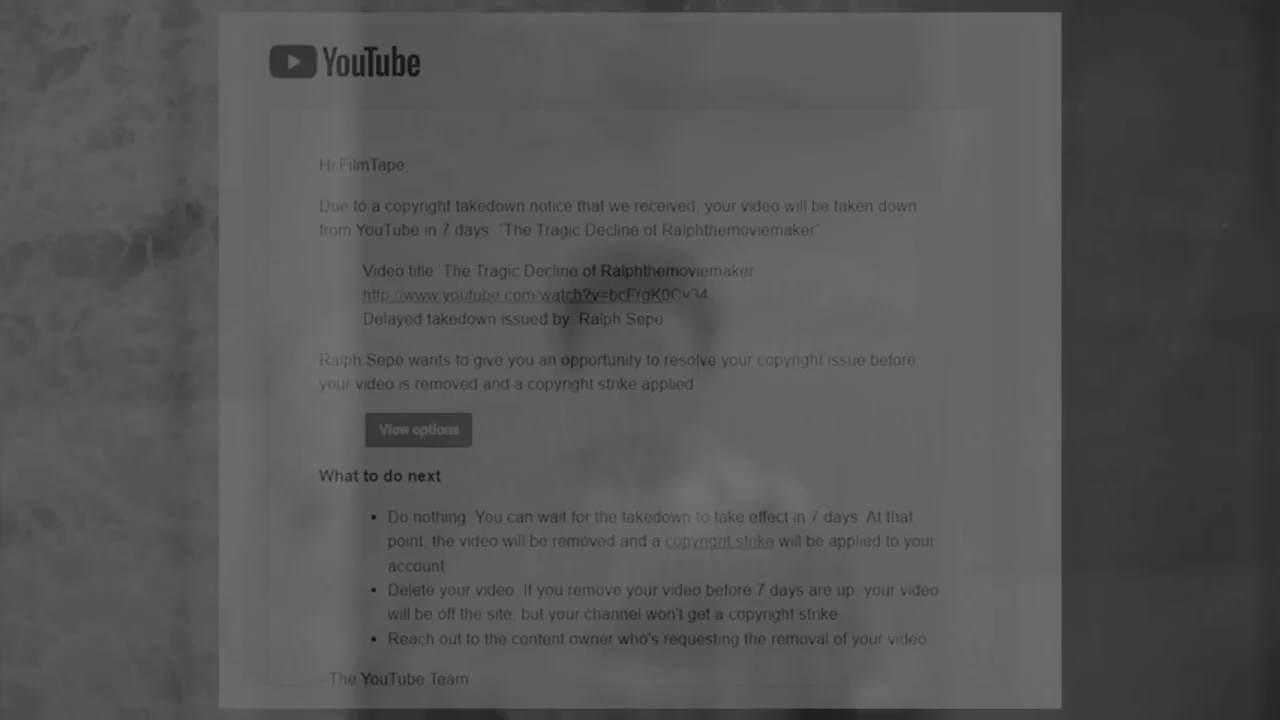 YouTube
Hi FilmTape,
Due to a copyright takedown notice that we received, your video will be taken down
from YouTube in 7 days: "The Tragic Decline of Ralphthemoviemaker"
Video title: The Tragic Decline of Ralphthemoviemaker
http://www.youtube.com/watch?v=bcFrgK0Cv34
Delayed takedown issued by: Ralph Sepe
Ralph Sepe wants to give you an opportunity to resolve your copyright issue before
your video is removed and a copyright strike applied.
View options
What to do next
• Do nothing. You can wait for the takedown to take effect in 7 days. At that
point, the video will be removed and a copyright strike will be applied to your
account.
• Delete your video. If you remove your video before 7 days are up, your video
will be off the site, but your channel won't get a copyright strike.
• Reach out to the content owner who's requesting the removal of your video.
- The YouTube Team